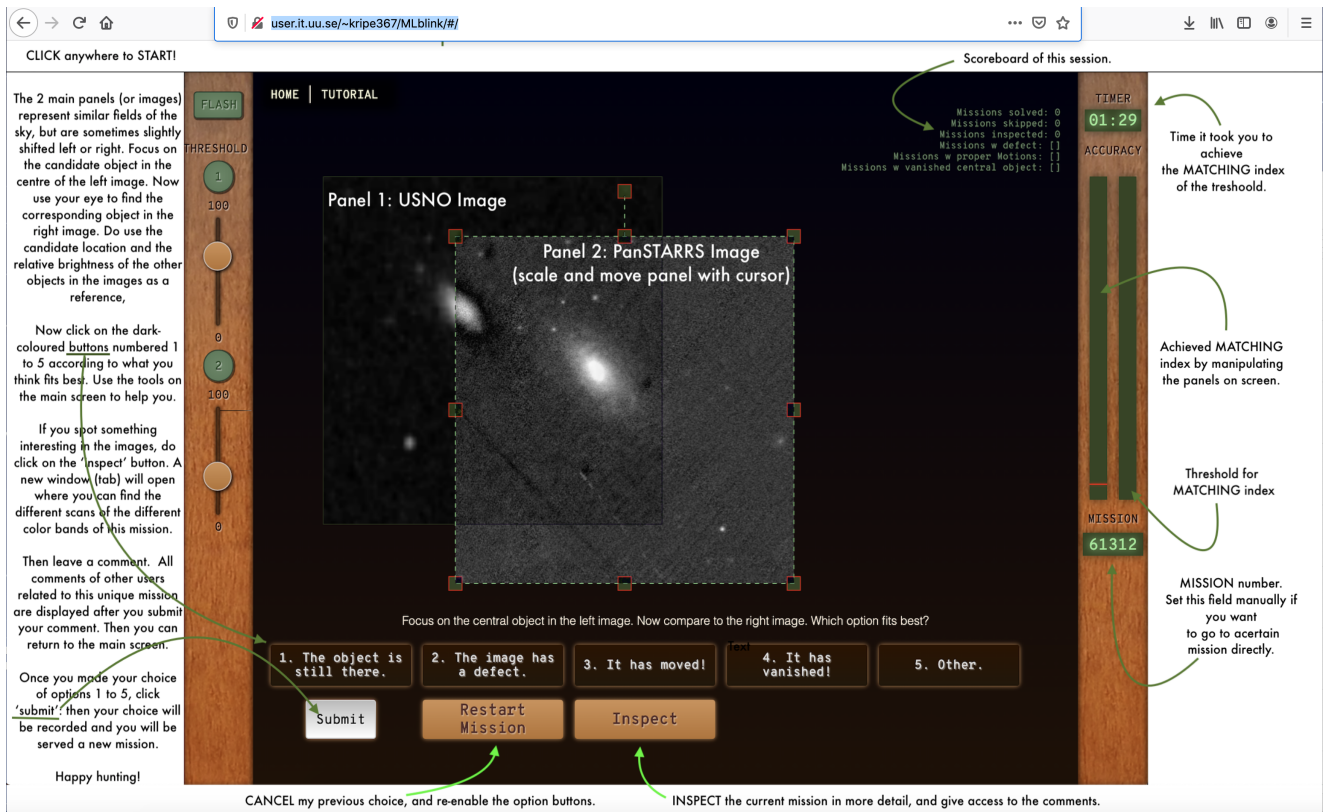 user.it.uu.se/~kripe367/MLblink/#/
CLICK anywhere to START!
Scoreboard of this session.
The 2 main panels (or images)
represent similar fields of the
sky, but are sometimes slightly
shifted left or right. Focus on
the candidate object in the
centre of the left image. Now
use your eye to find the
corresponding object in the
right image. Do use the
candidate location and the
relative brightness of the other
objects in the images as a
reference,
Now click on the dark-
coloured buttons numbered 1
to 5 according to what you
think fits best. Use the tools on
the main screen to help you.
If you spot something
interesting in the images, do
click on the 'inspect' button. A
new window (tab) will open
where you can find the
different scans of the different
color bands of this mission.
Then leave a comment. All
comments of other users
related to this unique mission
are displayed after you submit
your comment. Then you can
return to the main screen.
Once you made your choice
of options 1 to 5, click
'submit': then your choice will
be recorded and you will be
served a new mission.
Happy hunting!
FLASH
THRESHOLD
1
100
0
2
100
0
HOME | TUTORIAL
Missions solved: 0
Missions skipped: 0
Missions inspected: 0
Missions w defect: []
Missions w proper Motions: []
Missions w vanished central object: []
Panel 1: USNO Image
Panel 2: PanSTARRS Image
(scale and move panel with cursor)
Focus on the central object in the left image. Now compare to the right image. Which option fits best?
Text
1. The object is
still there.
2. The image has
a defect.
3. It has moved!
4. It has
vanished!
5. Other.
Submit
Restart
Mission
Inspect
TIMER
01:29
ACCURACY
MISSION
61312
Time it took you to
achieve
the MATCHING index
of the treshoold.
Achieved MATCHING
index by manipulating
the panels on screen.
Threshold for
MATCHING index
MISSION number.
Set this field manually if
you want
to go to acertain
mission directly.
CANCEL my previous choice, and re-enable the option buttons.
INSPECT the current mission in more detail, and give access to the comments.